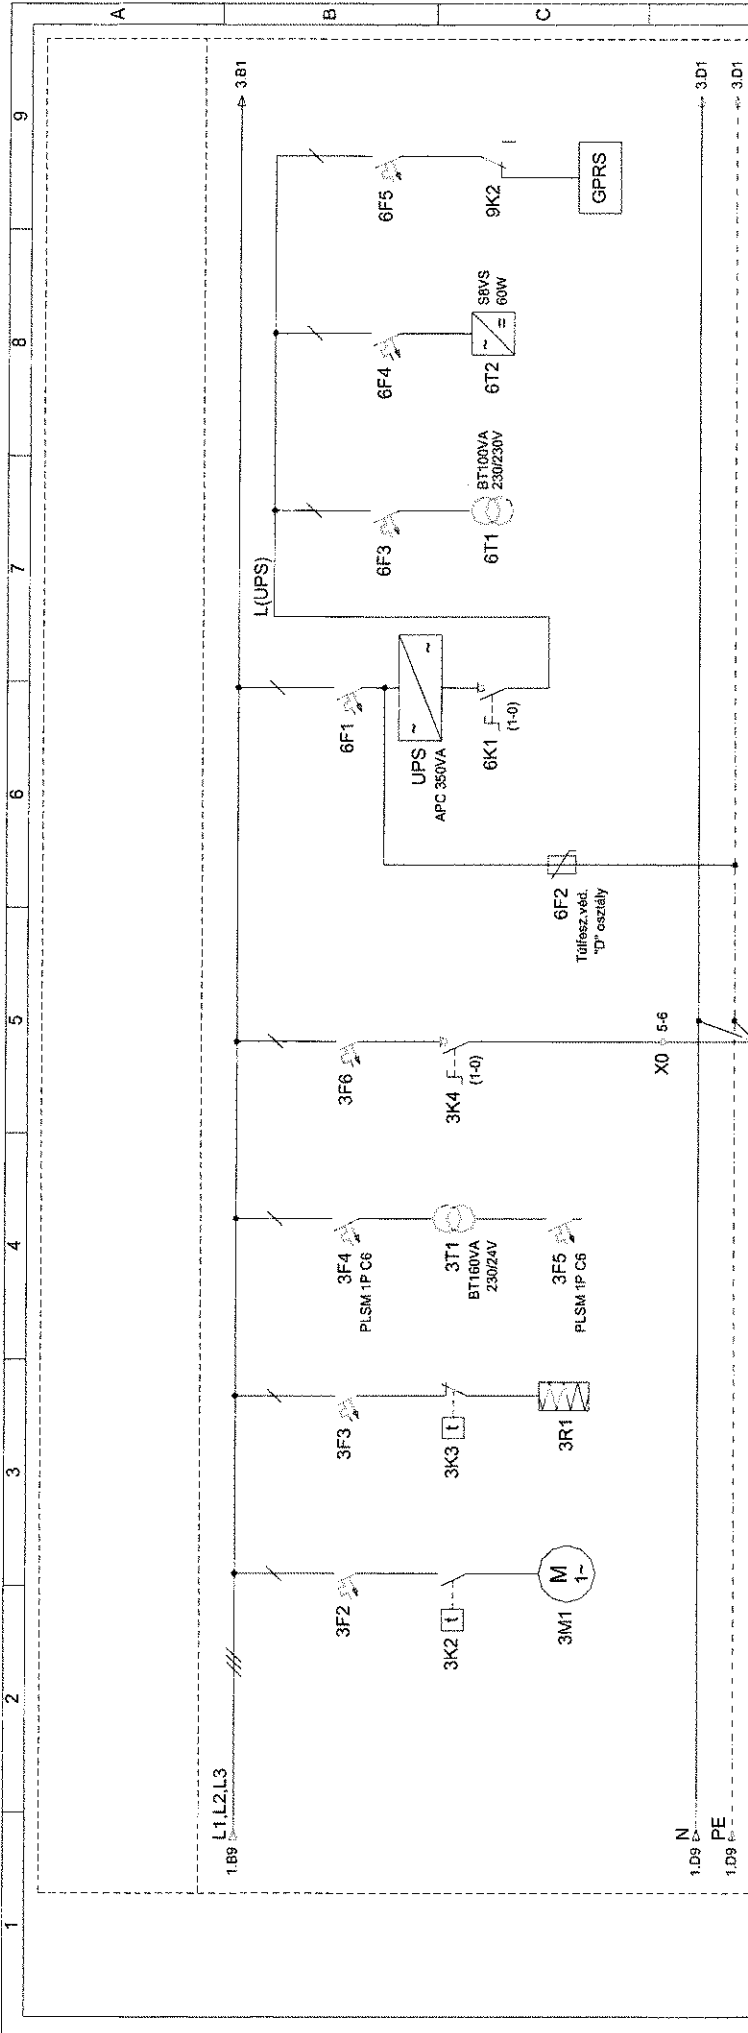 1
2
3
4
5
6
7
8
9
A
B
C
L1,L2,L3
1.B9
3.B1
3F2
3K2
t
M
1~
3M1
3F3
3K3
t
3R1
3F4
PLSM 1P C6
3T1
BT160VA
230/24V
3F5
PLSM 1P C6
3F6
3K4
(1-0)
X0
5-6
6F2
Túlfesz.véd.
"D" osztály
6F1
~
~
UPS
APC 350VA
6K1
(1-0)
L(UPS)
6F3
6T1
BT100VA
230/230V
6F4
6T2
~
=
S8VS
60W
6F5
9K2
GPRS
N
1.D9
3.D1
PE
1.D9
3.D1